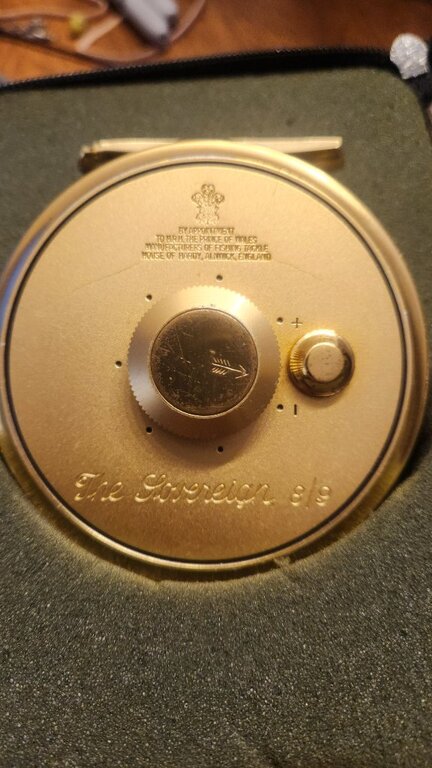 BY APPOINTMENT
TO H.R.H. THE PRINCE OF WALES
MANUFACTURERS OF FISHING TACKLE
HOUSE OF HARDY, ALNWICK, ENGLAND
+
-
The Sovereign 8/9